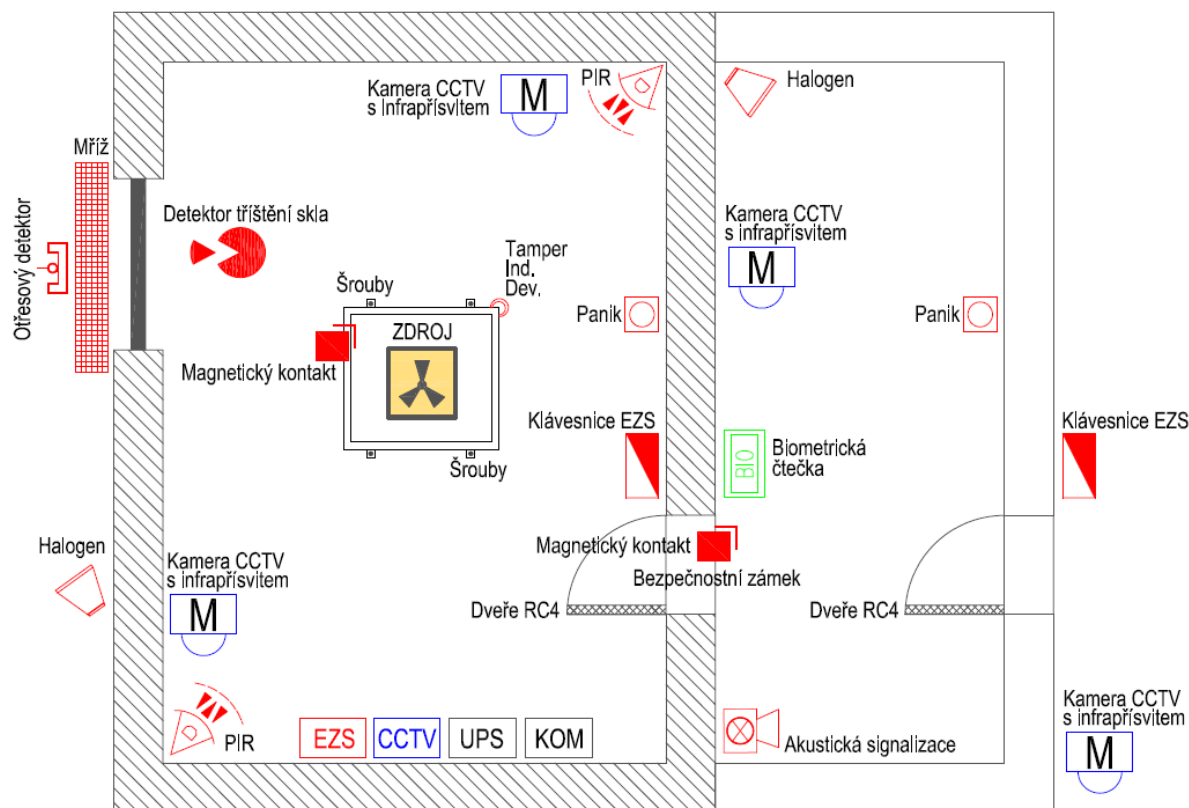 Kamera CCTV
s infrapřísvitem
M
PIR
Halogen
Mříž
Otřesový detektor
Detektor tříštění skla
Kamera CCTV
s infrapřísvitem
M
Tamper
Ind.
Dev.
Šrouby
Panik
Panik
ZDROJ
Magnetický kontakt
Klávesnice EZS
Klávesnice EZS
BIO
Biometrická
čtečka
Šrouby
Halogen
Magnetický kontakt
Bezpečnostní zámek
Kamera CCTV
s infrapřísvitem
M
Dveře RC4
Dveře RC4
PIR
EZS
CCTV
UPS
KOM
Akustická signalizace
Kamera CCTV
s infrapřísvitem
M